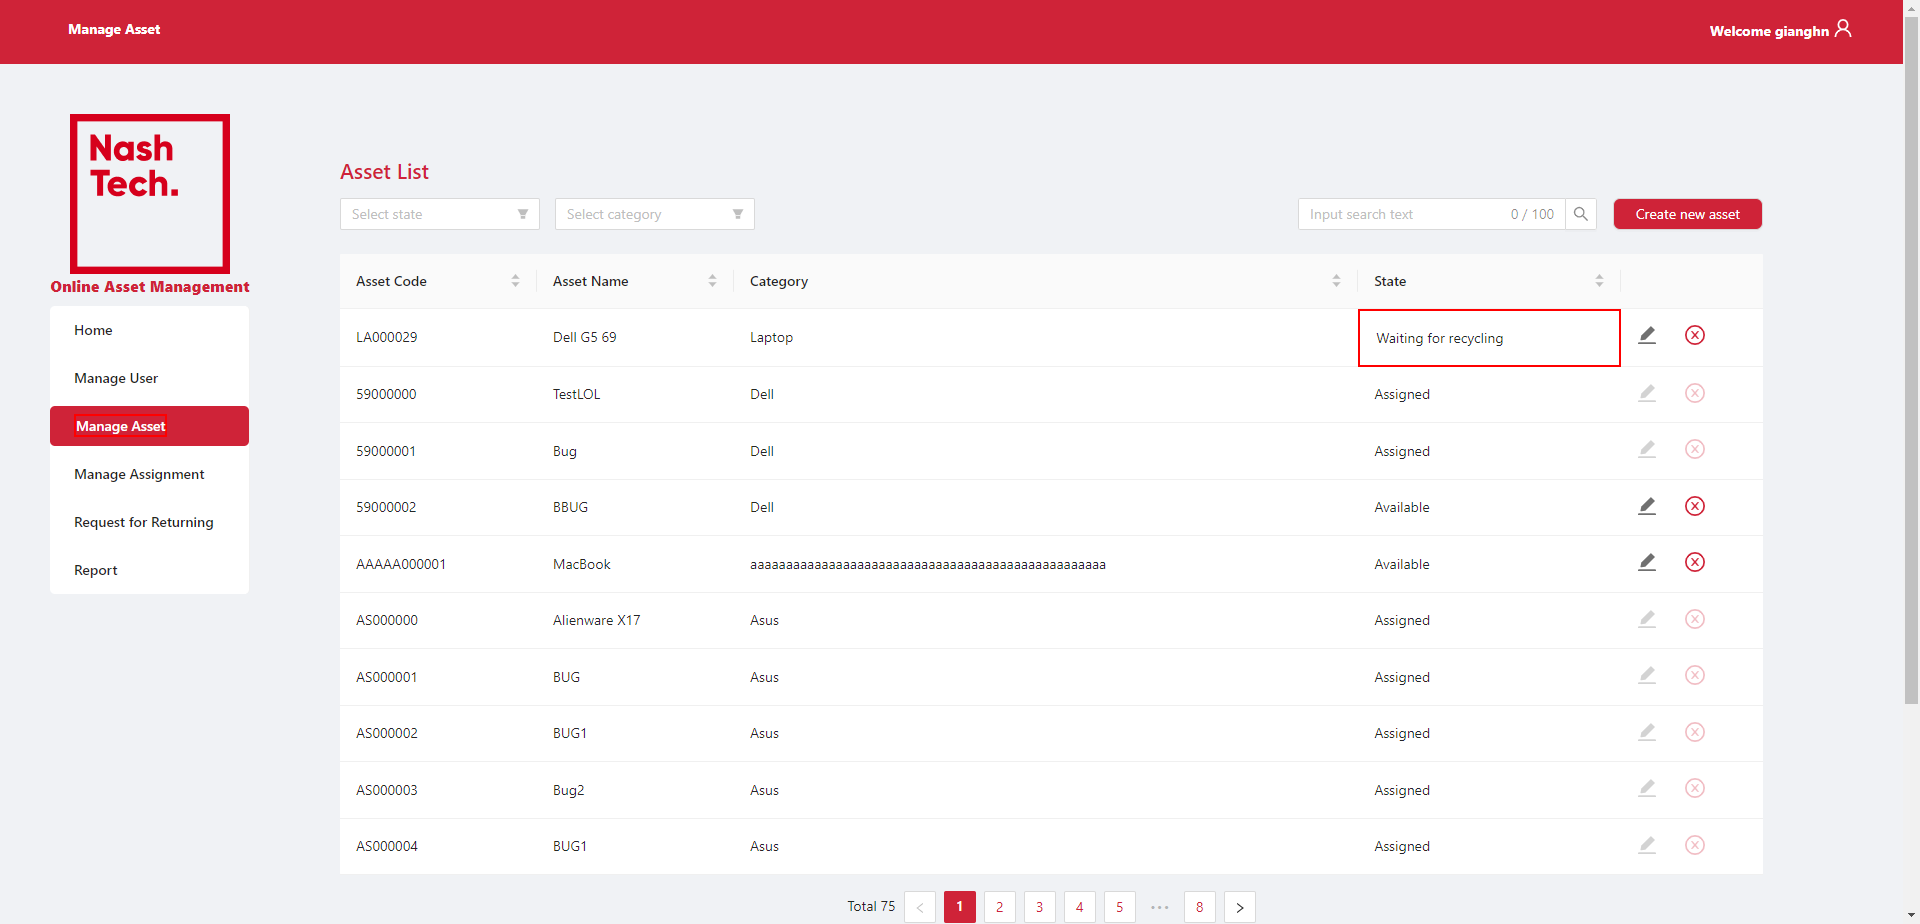 Manage Asset
Welcome gianghn
Nash
Tech.
Online Asset Management
Home
Manage User
Manage Asset
Manage Assignment
Request for Returning
Report
Asset List
Select state
Select category
Input search text 0 / 100
Create new asset
Asset Code Asset Name Category State
LA000029 Dell G5 69 Laptop Waiting for recycling
59000000 TestLOL Dell Assigned
59000001 Bug Dell Assigned
59000002 BBUG Dell Available
AAAAA000001 MacBook aaaaaaaaaaaaaaaaaaaaaaaaaaaaaaaaaaaaaaaaaaaaaaaaaa Available
AS000000 Alienware X17 Asus Assigned
AS000001 BUG Asus Assigned
AS000002 BUG1 Asus Assigned
AS000003 Bug2 Asus Assigned
AS000004 BUG1 Asus Assigned
Total 75 < 1 2 3 4 5 ••• 8 >